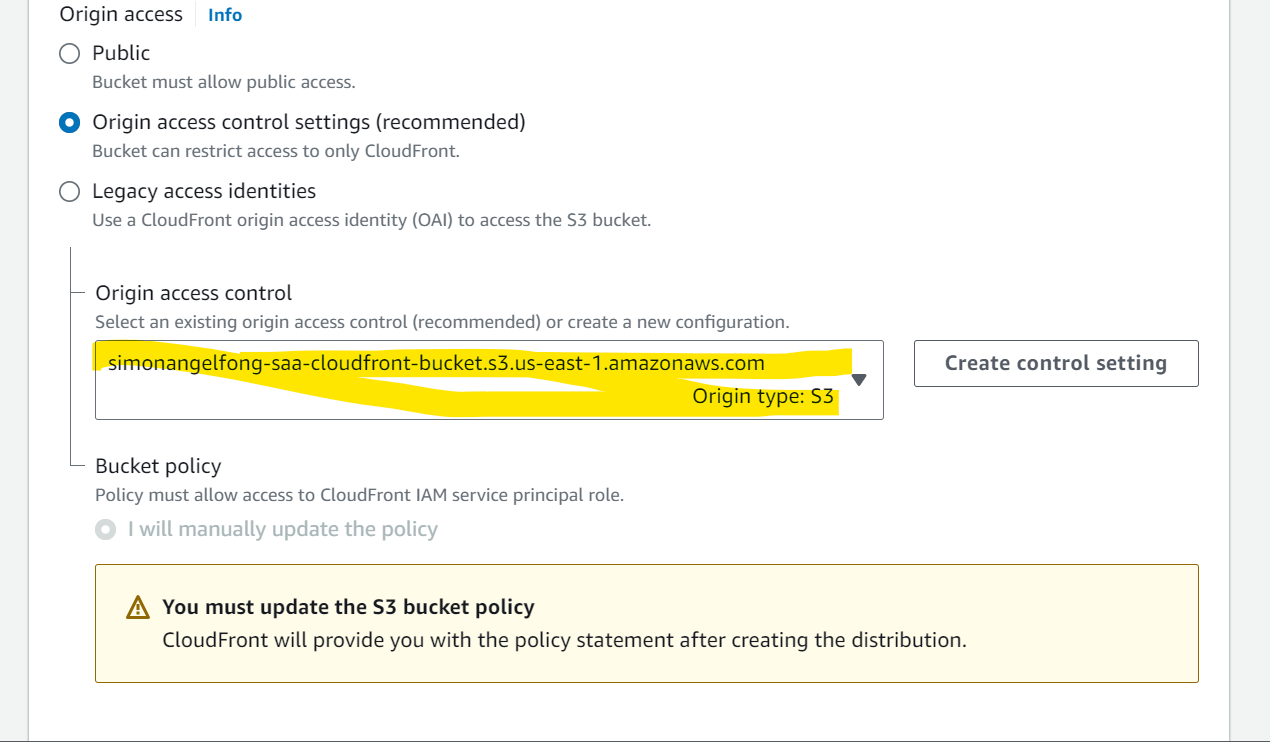 Origin access Info
Public
Bucket must allow public access.
Origin access control settings (recommended)
Bucket can restrict access to only CloudFront.
Legacy access identities
Use a CloudFront origin access identity (OAI) to access the S3 bucket.
Origin access control
Select an existing origin access control (recommended) or create a new configuration.
simonangelfong-saa-cloudfront-bucket.s3.us-east-1.amazonaws.com
Origin type: S3
Create control setting
Bucket policy
Policy must allow access to CloudFront IAM service principal role.
I will manually update the policy
You must update the S3 bucket policy
CloudFront will provide you with the policy statement after creating the distribution.